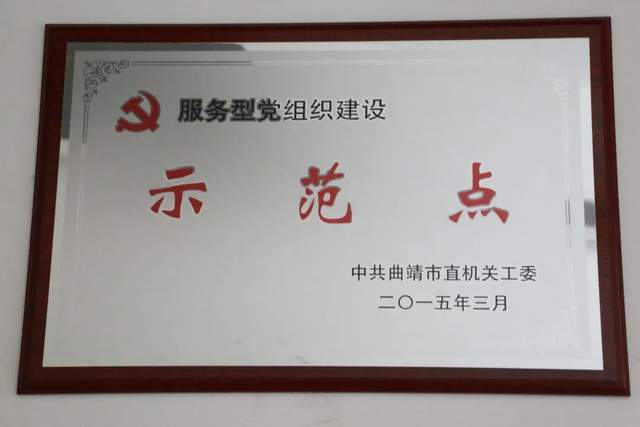 服务型党组织建设
示范点
中共曲靖市直机关工委
二〇一五年三月